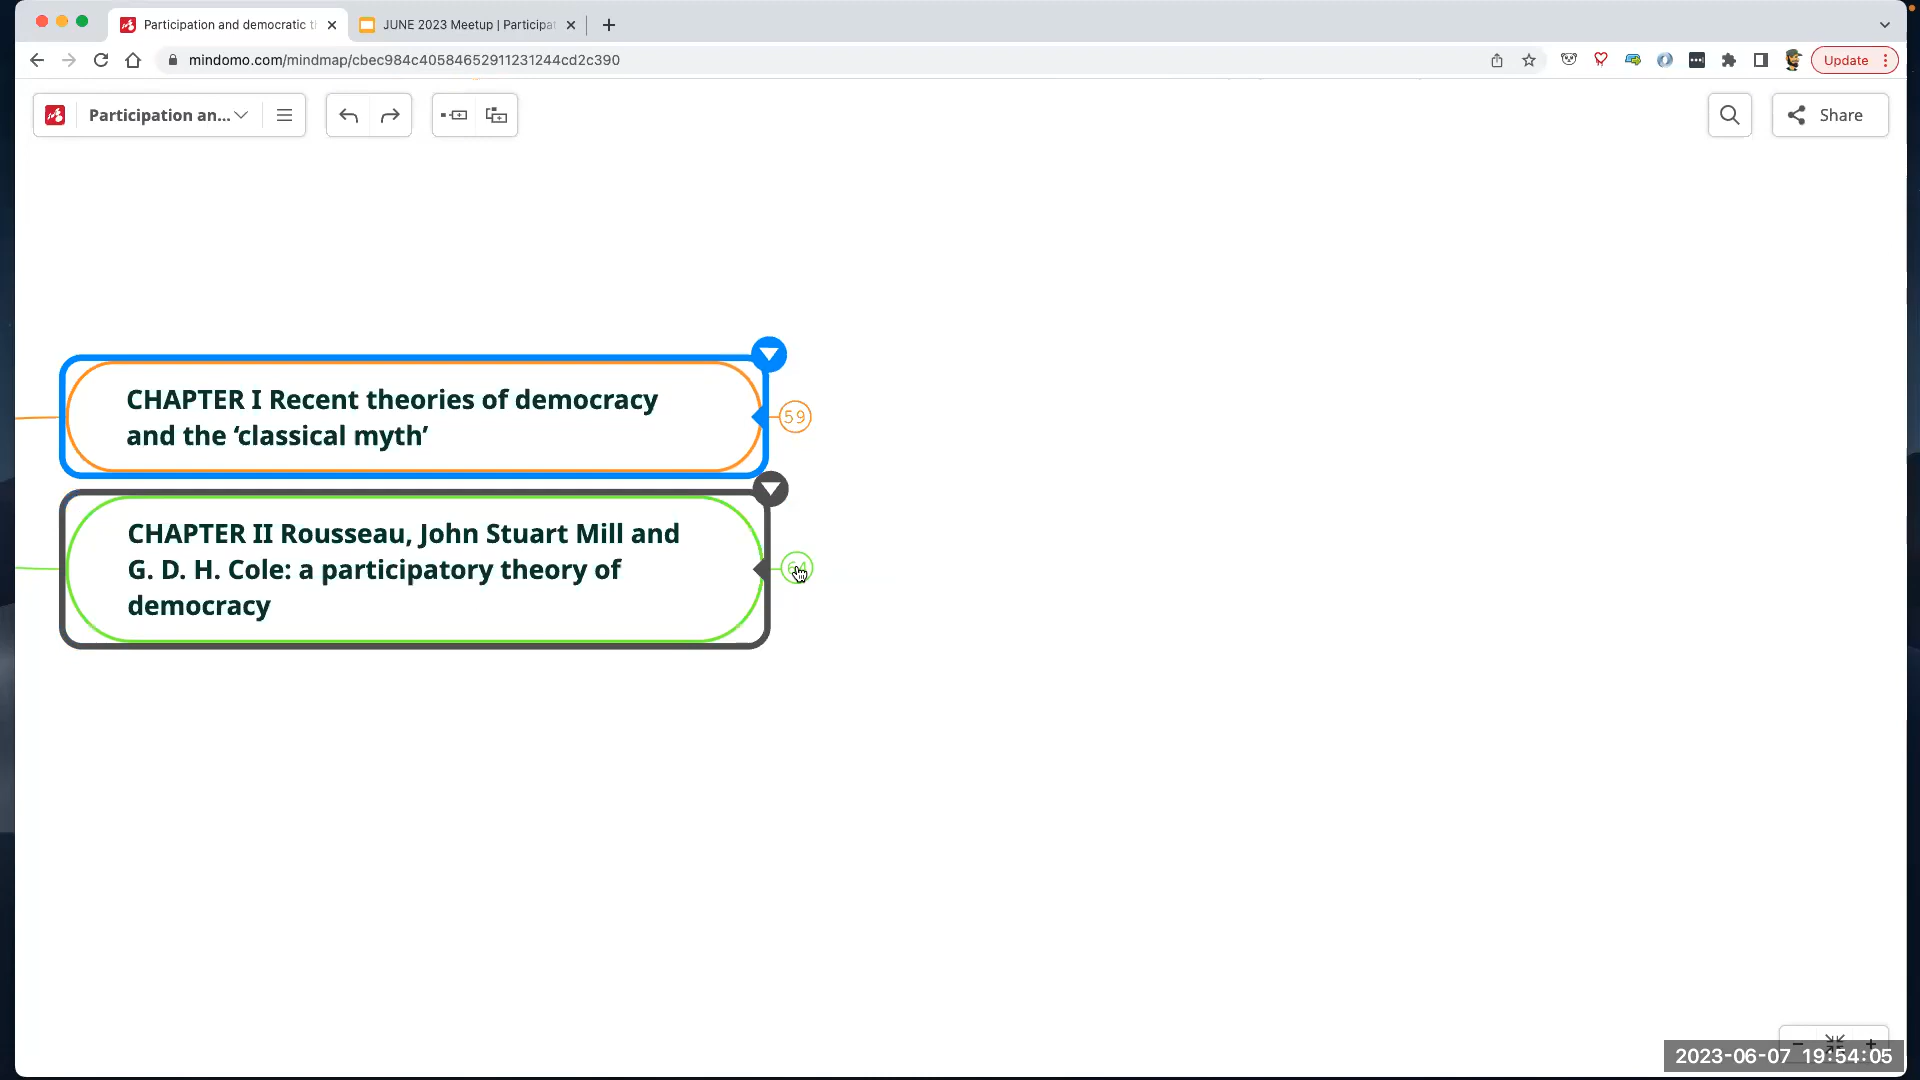 Participation and democratic t
JUNE 2023 Meetup | Participat
mindomo.com/mindmap/cbec984c40584652911231244cd2c390
Update
Participation an...
Share
CHAPTER I Recent theories of democracy
and the ‘classical myth’
59
CHAPTER II Rousseau, John Stuart Mill and
G. D. H. Cole: a participatory theory of
democracy
2023-06-07 19:54:05